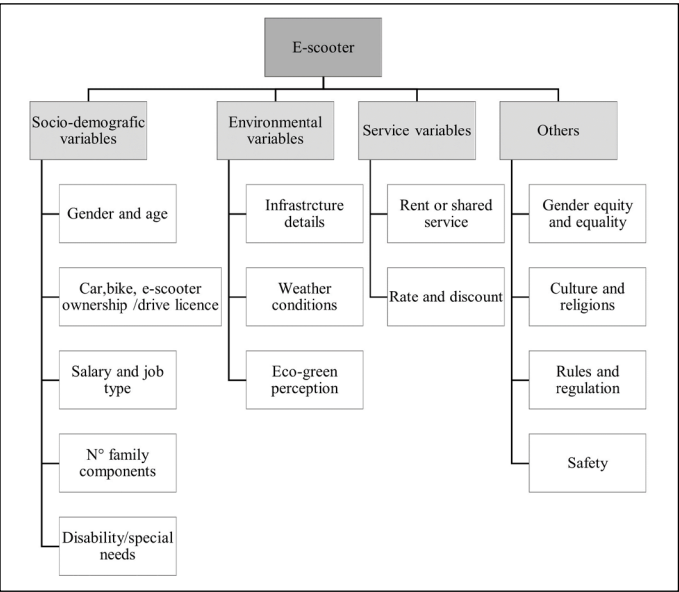 E-scooter
Socio-demografic
variables
Gender and age
Car,bike, e-scooter
ownership /drive licence
Salary and job
type
N° family
components
Disability/special
needs
Environmental
variables
Infrastrcture
details
Weather
conditions
Eco-green
perception
Service variables
Rent or shared
service
Rate and discount
Others
Gender equity
and equality
Culture and
religions
Rules and
regulation
Safety